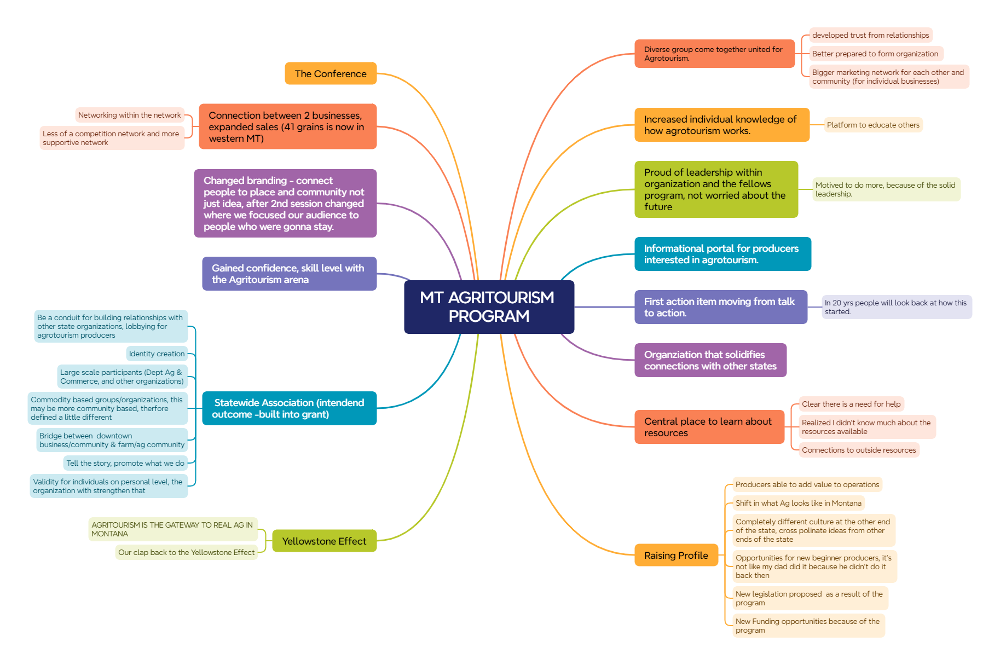 MT AGRITOURISM
PROGRAM
Diverse group come together united for
Agrotourism.
developed trust from relationships
Better prepared to form organization
Bigger marketing network for each other and
community (for individual businesses)
Increased individual knowledge of
how agrotourism works.
Platform to educate others
Proud of leadership within
organization and the fellows
program, not worried about the
future
Motived to do more, because of the solid
leadership.
Informational portal for producers
interested in agrotourism.
First action item moving from talk
to action.
In 20 yrs people will look back at how this
started.
Organziation that solidifies
connections with other states
Central place to learn about
resources
Clear there is a need for help
Realized I didn't know much about the
resources available
Connections to outside resources
Raising Profile
Producers able to add value to operations
Shift in what Ag looks like in Montana
Completely different culture at the other end
of the state, cross polinate ideas from other
ends of the state
Opportunities for new beginner producers, it's
not like my dad did it because he didn't do it
back then
New legislation proposed  as a result of the
program
New Funding opportunities because of the
program
The Conference
Connection between 2 businesses,
expanded sales (41 grains is now in
western MT)
Networking within the network
Less of a competition network and more
supportive network
Changed branding - connect
people to place and community not
just idea, after 2nd session changed
where we focused our audience to
people who were gonna stay.
Gained confidence, skill level with
the Agritourism arena
Statewide Association (intendend
outcome -built into grant)
Be a conduit for building relationships with
other state organizations, lobbying for
agrotourism producers
Identity creation
Large scale participants (Dept Ag &
Commerce, and other organizations)
Commodity based groups/organizations, this
may be more community based, therfore
defined a little different
Bridge between  downtown
business/community & farm/ag community
Tell the story, promote what we do
Validity for individuals on personal level, the
organization with strengthen that
Yellowstone Effect
AGRITOURISM IS THE GATEWAY TO REAL AG IN
MONTANA
Our clap back to the Yellowstone Effect